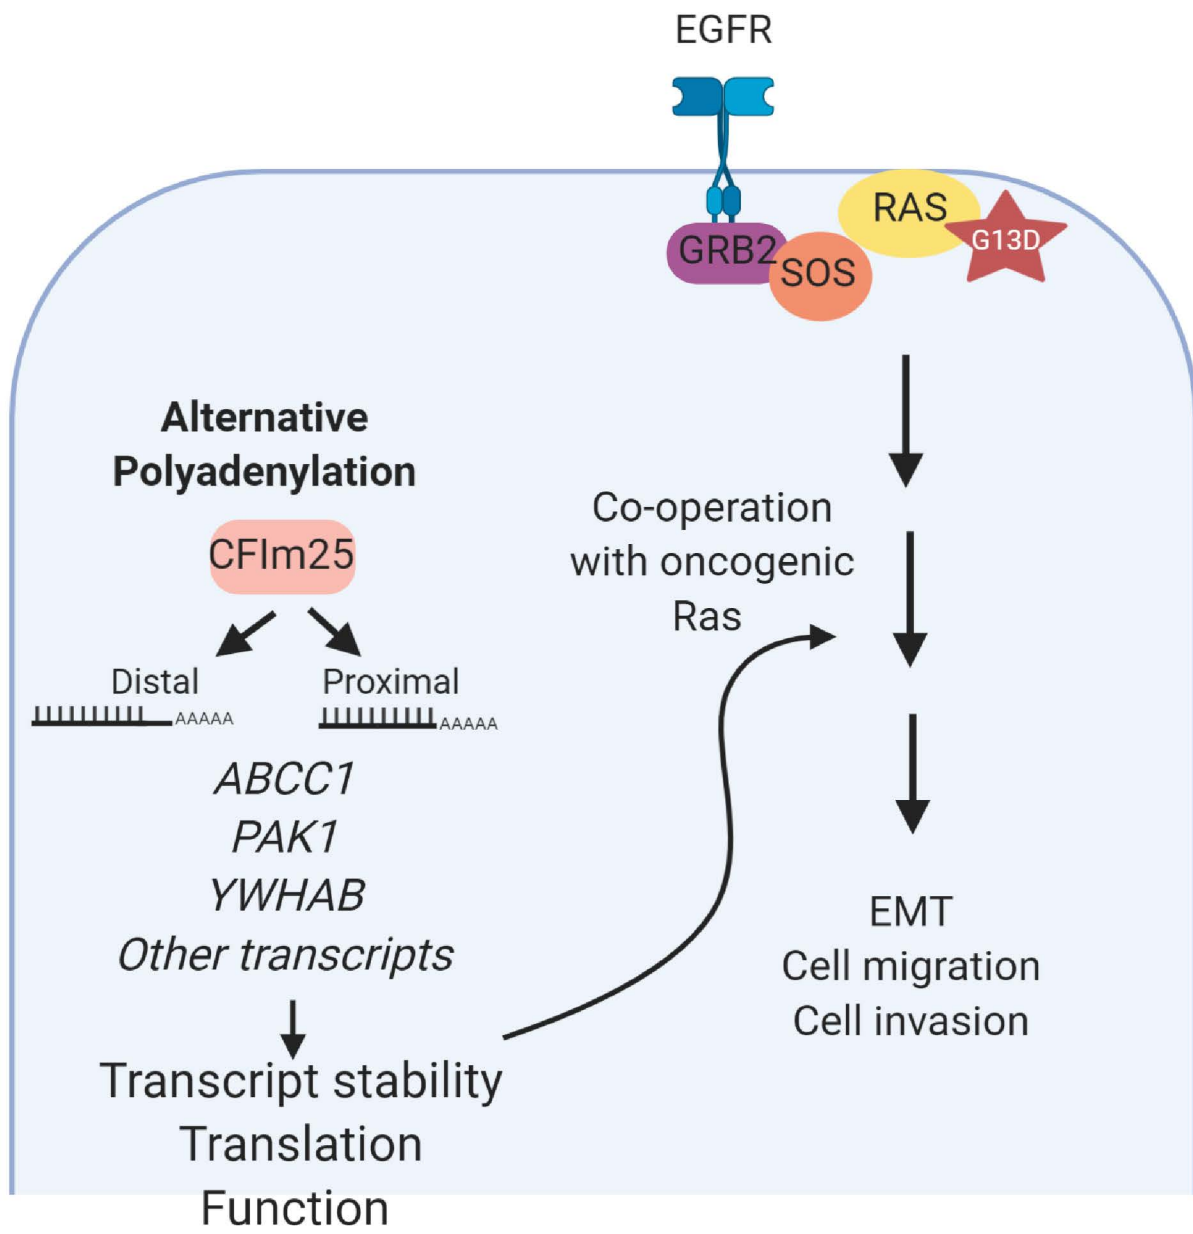 EGFR
RAS
G13D
GRB2
SOS
Alternative
Polyadenylation
CFIm25
Distal
AAAAA
Proximal
AAAAA
ABCC1
PAK1
YWHAB
Other transcripts
Transcript stability
Translation
Function
Co-operation
with oncogenic
Ras
EMT
Cell migration
Cell invasion